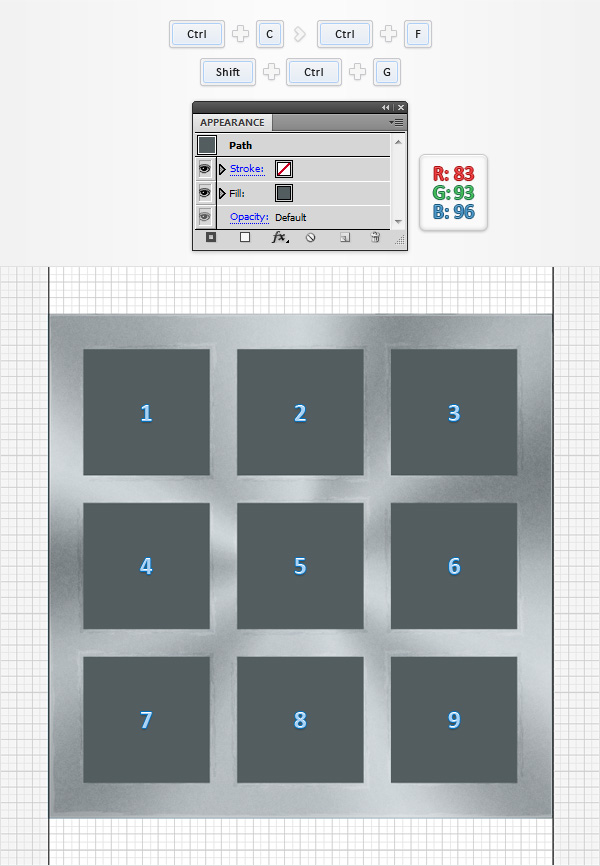 Ctrl C Ctrl F
Shift Ctrl G
APPEARANCE
Path
Stroke:
Fill:
Opacity: Default
fx
R: 83
G: 93
B: 96
1 2 3
4 5 6
7 8 9